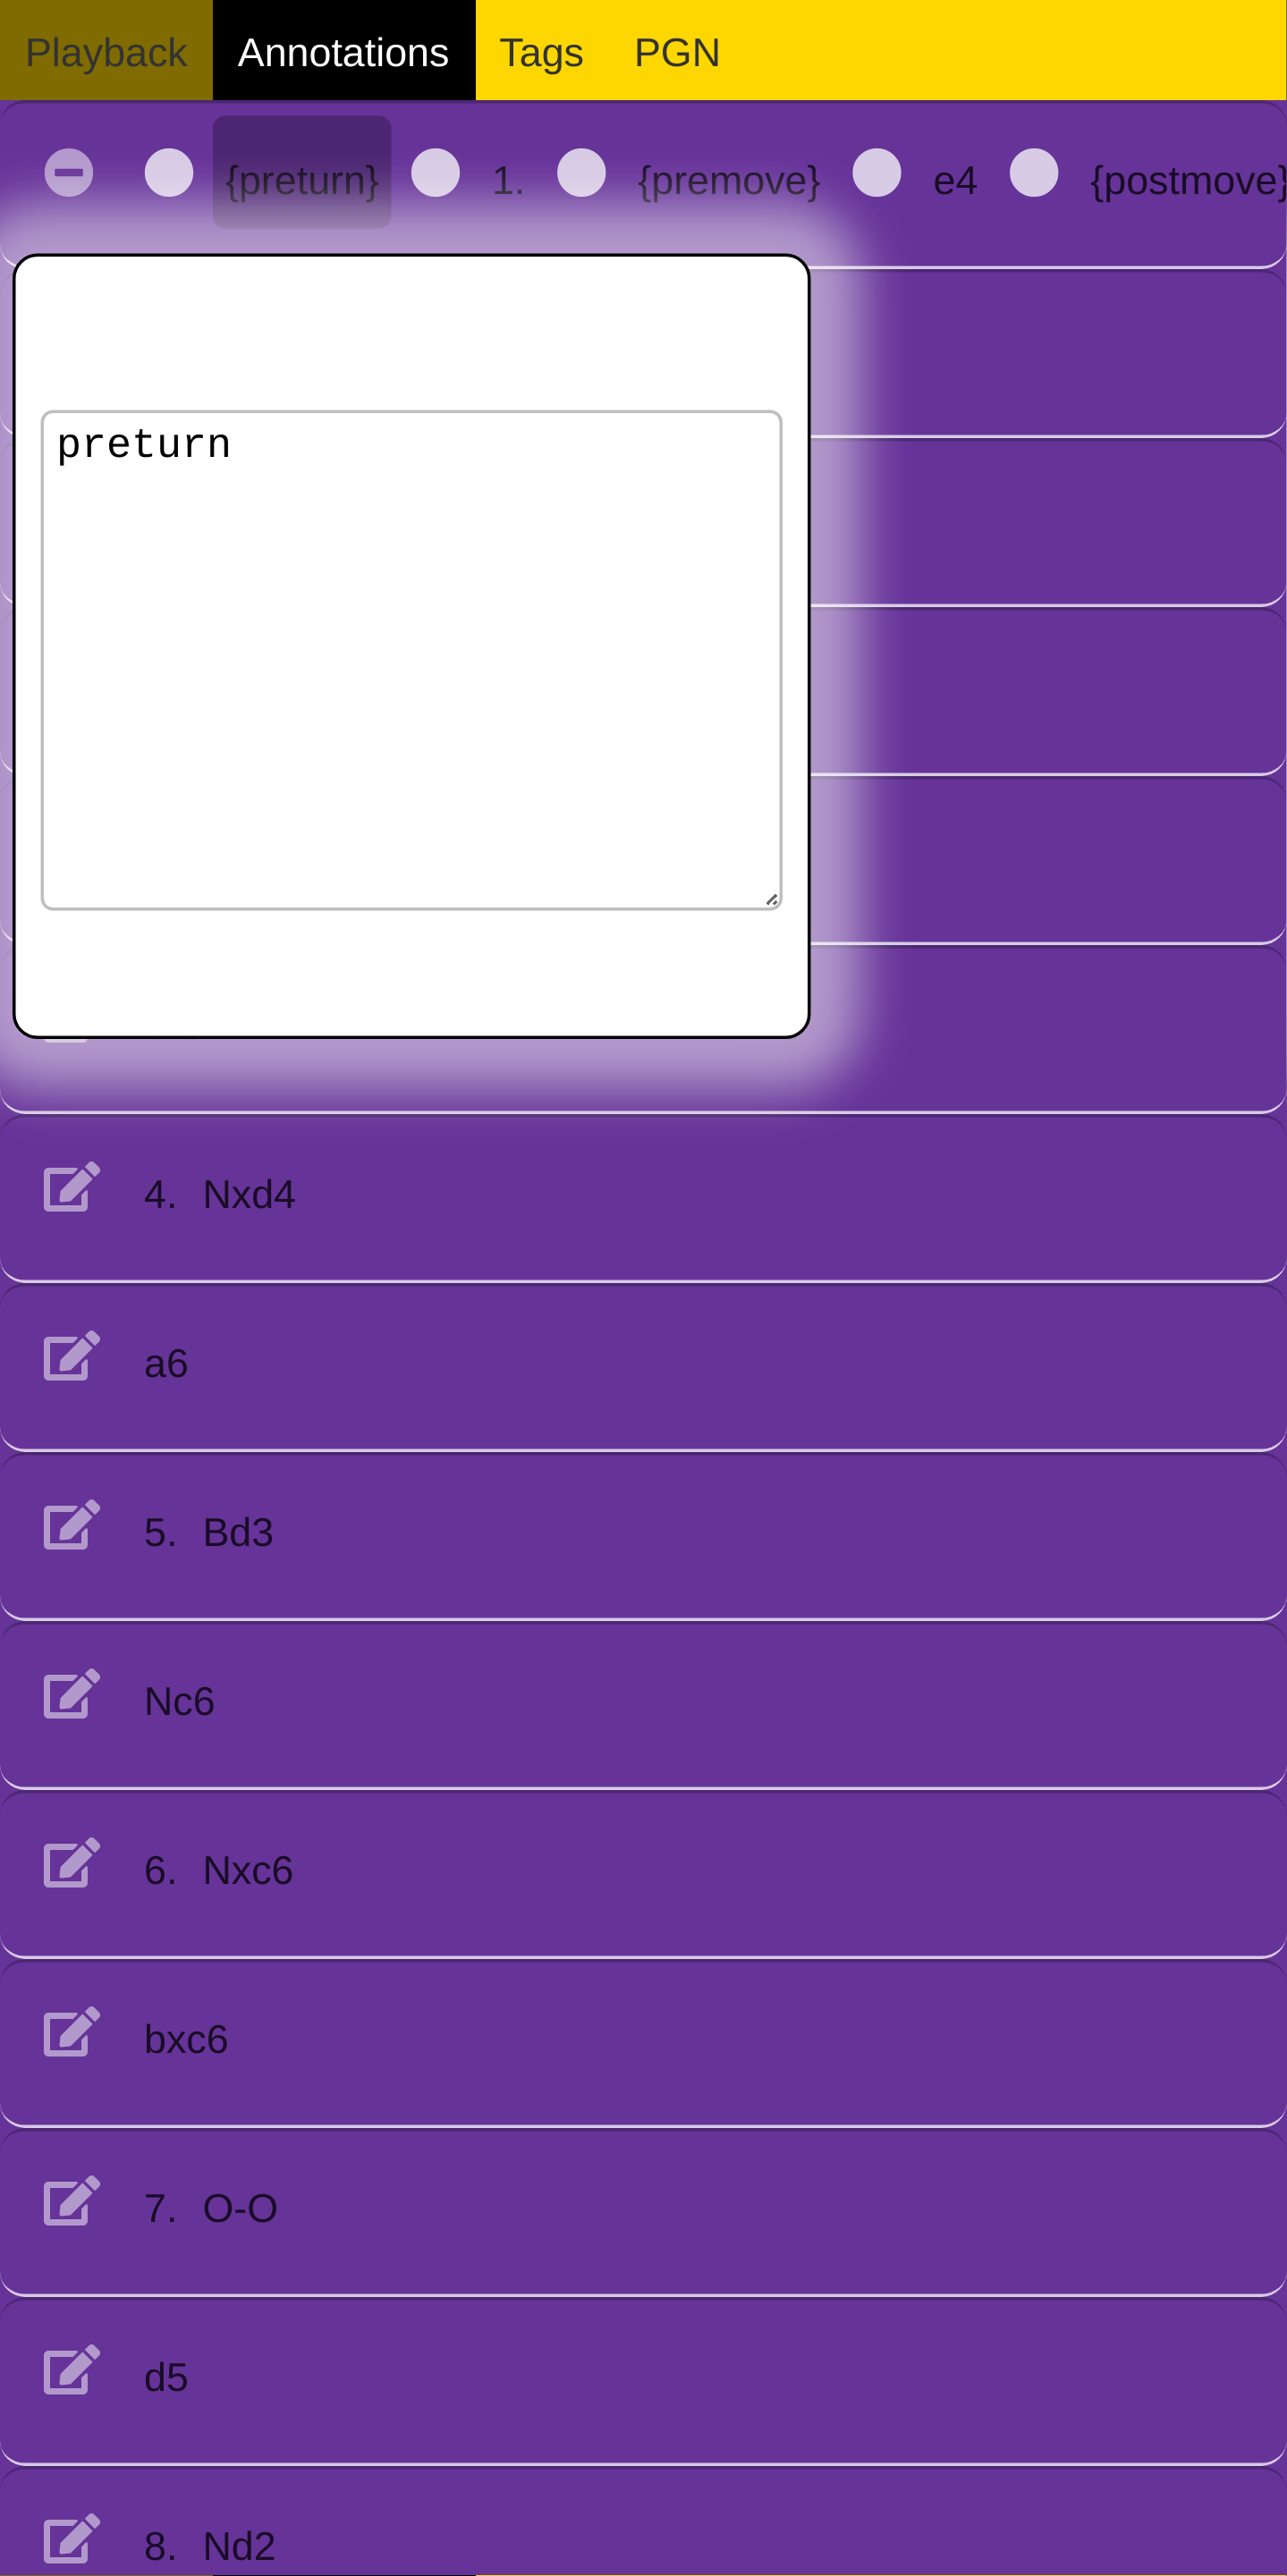 Playback Annotations Tags PGN
{preturn} 1. {premove} e4 {postmove}
preturn
4. Nxd4
a6
5. Bd3
Nc6
6. Nxc6
bxc6
7. O-O
d5
8. Nd2